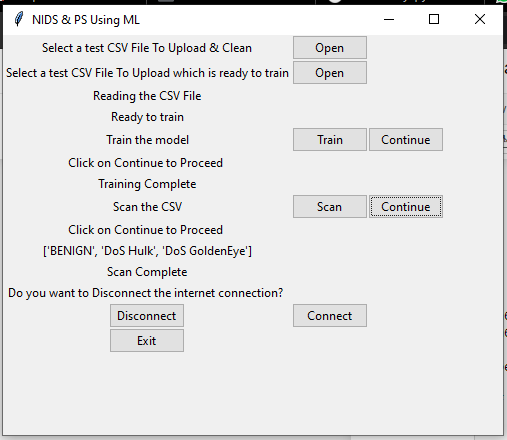 NIDS & PS Using ML
Select a test CSV File To Upload & Clean Open
Select a test CSV File To Upload which is ready to train Open
Reading the CSV File
Ready to train
Train the model Train Continue
Click on Continue to Proceed
Training Complete
Scan the CSV Scan Continue
Click on Continue to Proceed
['BENIGN', 'DoS Hulk', 'DoS GoldenEye']
Scan Complete
Do you want to Disconnect the internet connection?
Disconnect Connect
Exit